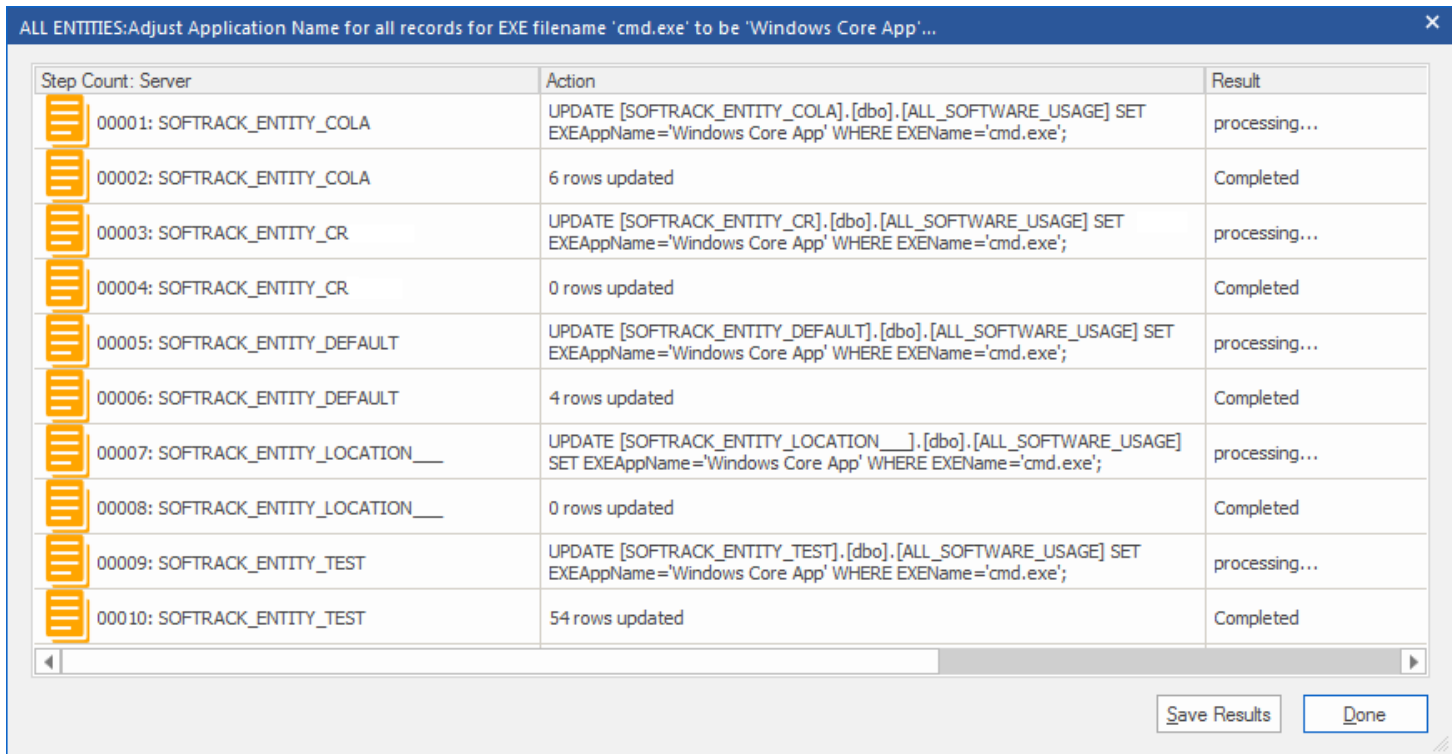 ALL ENTITIES:Adjust Application Name for all records for EXE filename 'cmd.exe' to be 'Windows Core App'...
Step Count: Server Action Result
00001: SOFTRACK_ENTITY_COLA
UPDATE [SOFTRACK_ENTITY_COLA].[dbo].[ALL_SOFTWARE_USAGE] SET
EXEAppName='Windows Core App' WHERE EXEName='cmd.exe';
processing...
00002: SOFTRACK_ENTITY_COLA 6 rows updated Completed
00003: SOFTRACK_ENTITY_CR
UPDATE [SOFTRACK_ENTITY_CR].[dbo].[ALL_SOFTWARE_USAGE] SET
EXEAppName='Windows Core App' WHERE EXEName='cmd.exe';
processing...
00004: SOFTRACK_ENTITY_CR 0 rows updated Completed
00005: SOFTRACK_ENTITY_DEFAULT
UPDATE [SOFTRACK_ENTITY_DEFAULT].[dbo].[ALL_SOFTWARE_USAGE] SET
EXEAppName='Windows Core App' WHERE EXEName='cmd.exe';
processing...
00006: SOFTRACK_ENTITY_DEFAULT 4 rows updated Completed
00007: SOFTRACK_ENTITY_LOCATION___
UPDATE [SOFTRACK_ENTITY_LOCATION___].[dbo].[ALL_SOFTWARE_USAGE]
SET EXEAppName='Windows Core App' WHERE EXEName='cmd.exe';
processing...
00008: SOFTRACK_ENTITY_LOCATION___ 0 rows updated Completed
00009: SOFTRACK_ENTITY_TEST
UPDATE [SOFTRACK_ENTITY_TEST].[dbo].[ALL_SOFTWARE_USAGE] SET
EXEAppName='Windows Core App' WHERE EXEName='cmd.exe';
processing...
00010: SOFTRACK_ENTITY_TEST 54 rows updated Completed
Save Results Done